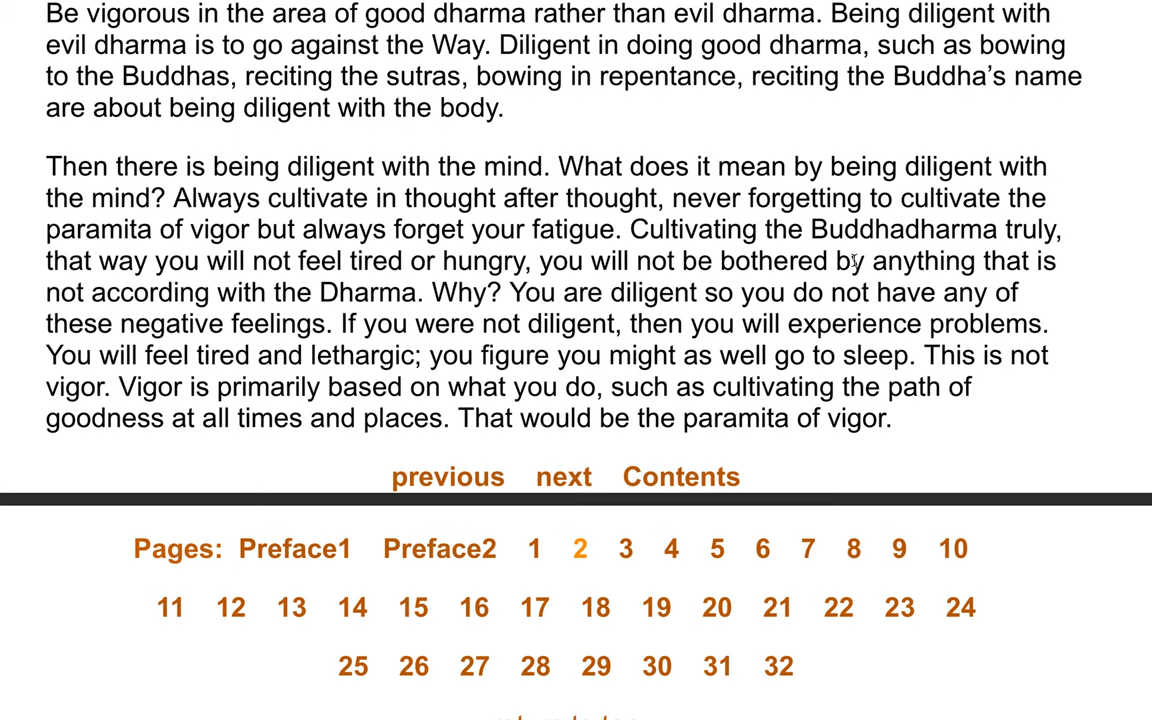 Be vigorous in the area of good dharma rather than evil dharma. Being diligent with
evil dharma is to go against the Way. Diligent in doing good dharma, such as bowing
to the Buddhas, reciting the sutras, bowing in repentance, reciting the Buddha’s name
are about being diligent with the body.
Then there is being diligent with the mind. What does it mean by being diligent with
the mind? Always cultivate in thought after thought, never forgetting to cultivate the
paramita of vigor but always forget your fatigue. Cultivating the Buddhadharma truly,
that way you will not feel tired or hungry, you will not be bothered by anything that is
not according with the Dharma. Why? You are diligent so you do not have any of
these negative feelings. If you were not diligent, then you will experience problems.
You will feel tired and lethargic; you figure you might as well go to sleep. This is not
vigor. Vigor is primarily based on what you do, such as cultivating the path of
goodness at all times and places. That would be the paramita of vigor.
previous next Contents
Pages: Preface1 Preface2 1 2 3 4 5 6 7 8 9 10
11 12 13 14 15 16 17 18 19 20 21 22 23 24
25 26 27 28 29 30 31 32